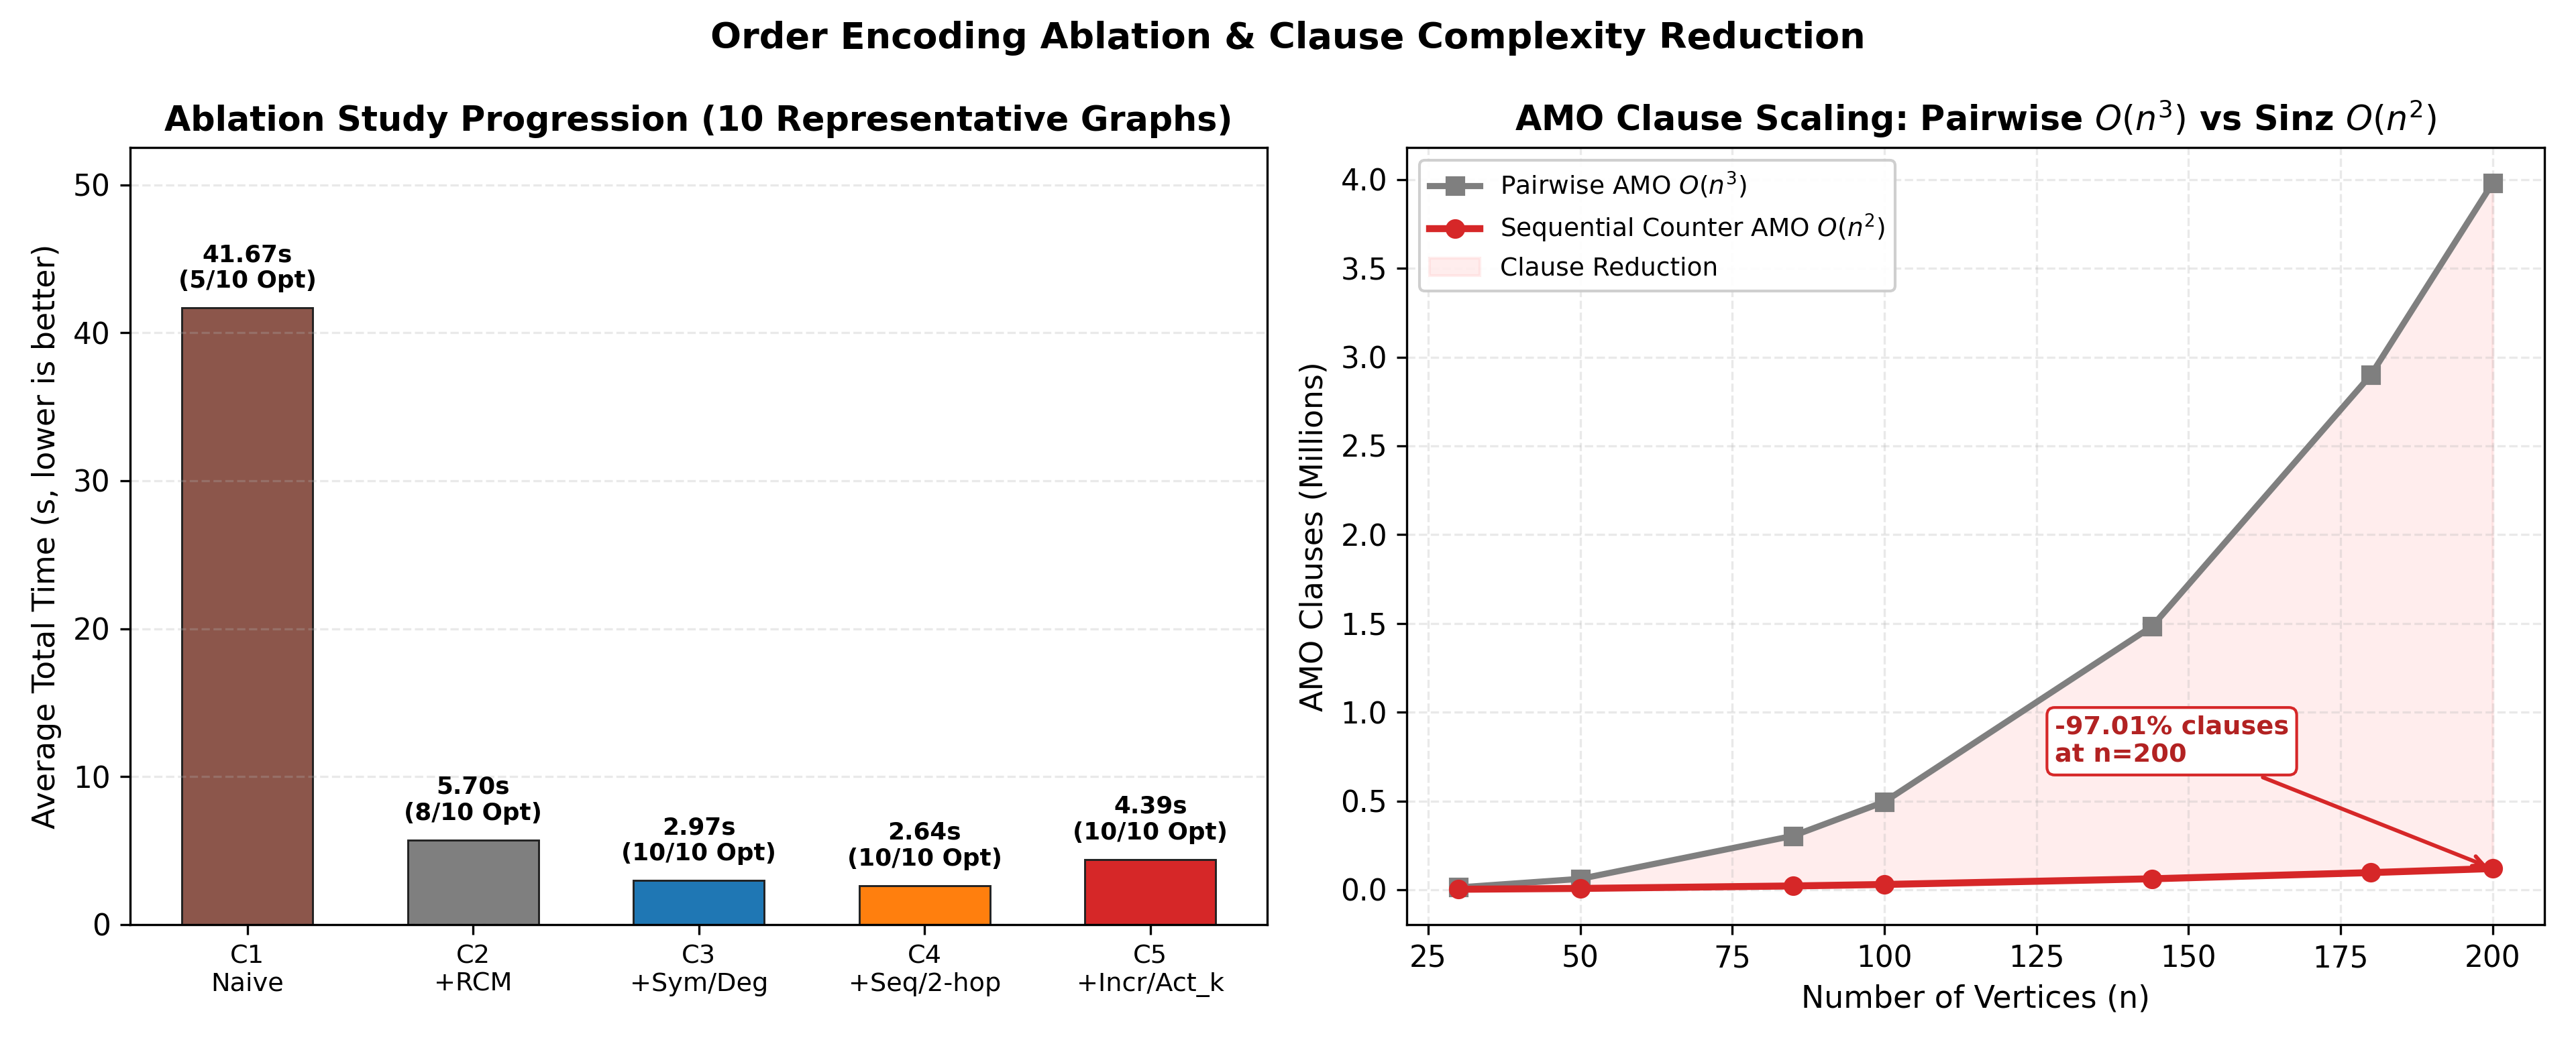 Order Encoding Ablation & Clause Complexity Reduction
Ablation Study Progression (10 Representative Graphs)
Average Total Time (s, lower is better)
50
40
30
20
10
0
41.67s
(5/10 Opt)
5.70s
(8/10 Opt)
2.97s
(10/10 Opt)
2.64s
(10/10 Opt)
4.39s
(10/10 Opt)
C1
Naive
C2
+RCM
C3
+Sym/Deg
C4
+Seq/2-hop
C5
+Incr/Act_k
AMO Clause Scaling: Pairwise O(n³) vs Sinz O(n²)
AMO Clauses (Millions)
4.0
3.5
3.0
2.5
2.0
1.5
1.0
0.5
0.0
Pairwise AMO O(n³)
Sequential Counter AMO O(n²)
Clause Reduction
-97.01% clauses
at n=200
25 50 75 100 125 150 175 200
Number of Vertices (n)